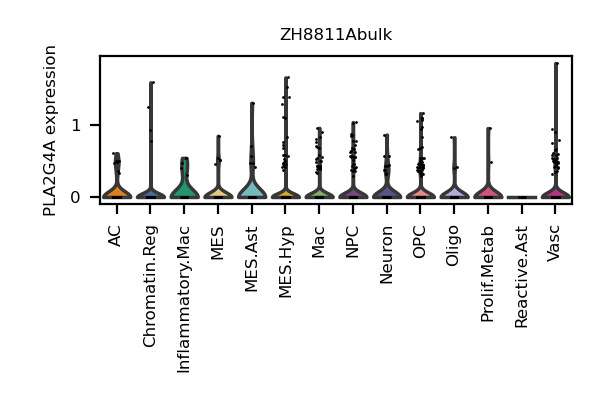 ZH8811Abulk
PLA2G4A expression
1
0
AC
Chromatin.Reg
Inflammatory.Mac
MES
MES.Ast
MES.Hyp
Mac
NPC
Neuron
OPC
Oligo
Prolif.Metab
Reactive.Ast
Vasc